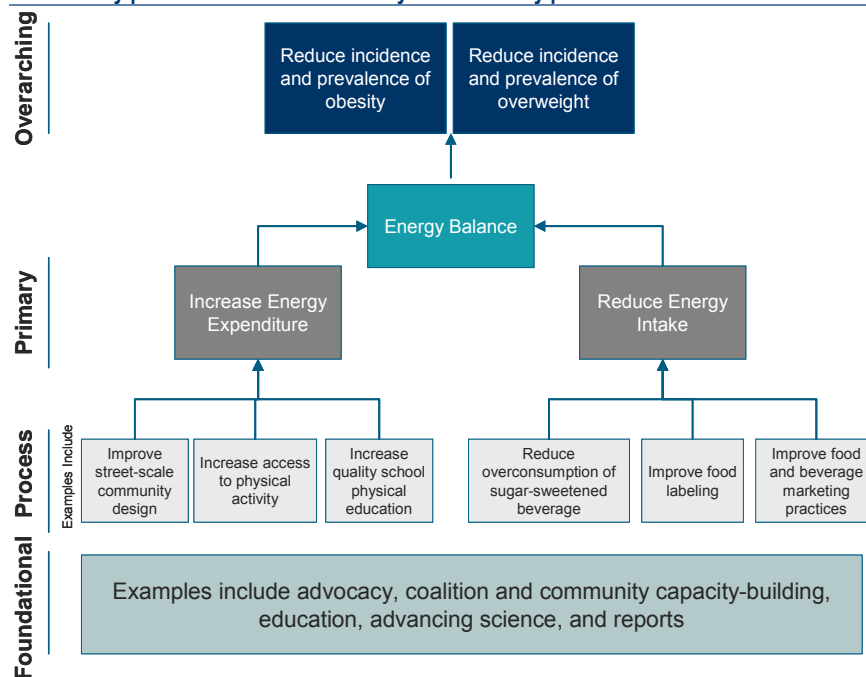 Overarching
Reduce incidence
and prevalence of
obesity
Reduce incidence
and prevalence of
overweight
Energy Balance
Primary
Increase Energy
Expenditure
Reduce Energy
Intake
Process
Examples Include
Improve
street-scale
community
design
Increase access
to physical
activity
Increase
quality school
physical
education
Reduce
overconsumption of
sugar-sweetened
beverage
Improve food
labeling
Improve food
and beverage
marketing
practices
Foundational
Examples include advocacy, coalition and community capacity-building,
education, advancing science, and reports